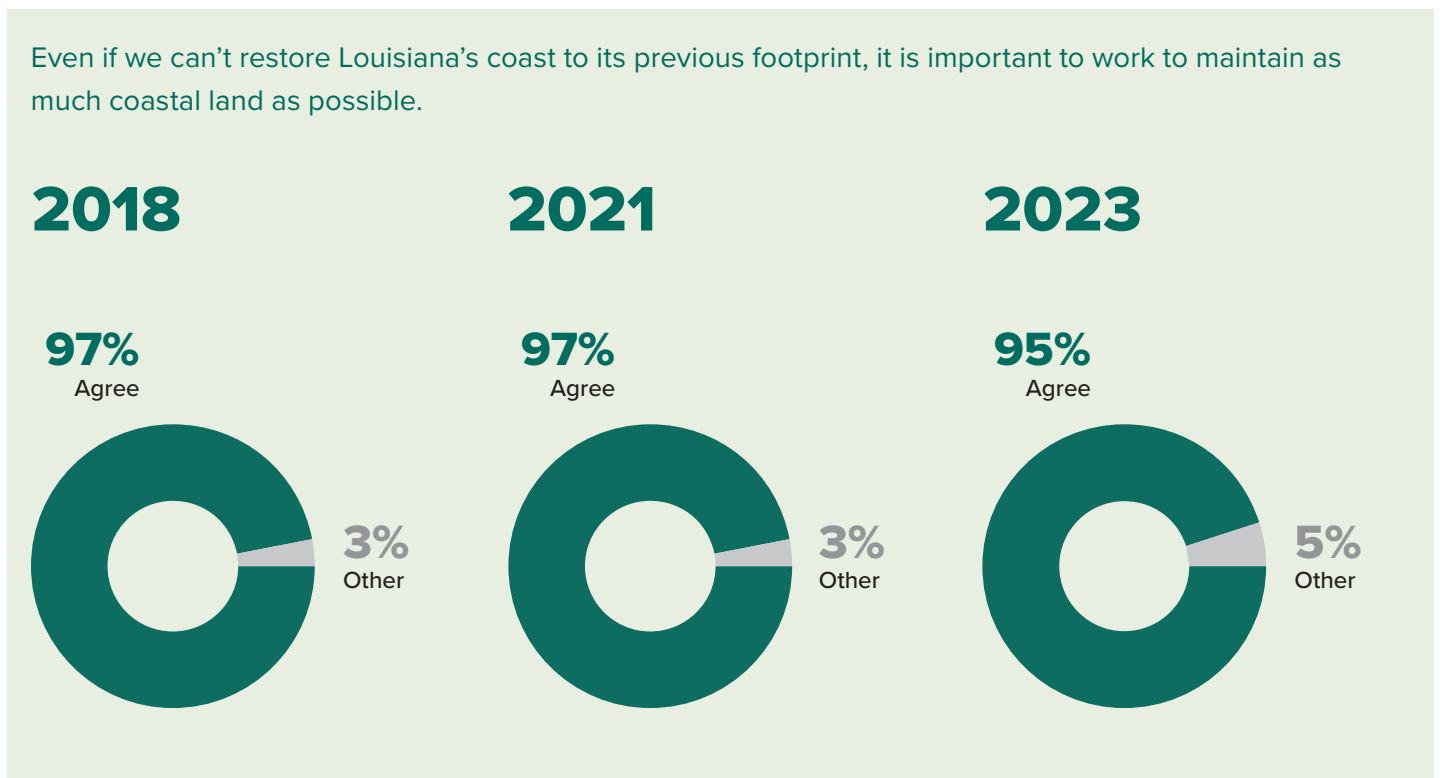 Even if we can’t restore Louisiana’s coast to its previous footprint, it is important to work to maintain as
much coastal land as possible.
2018
97%
Agree
3%
Other
2021
97%
Agree
3%
Other
2023
95%
Agree
5%
Other